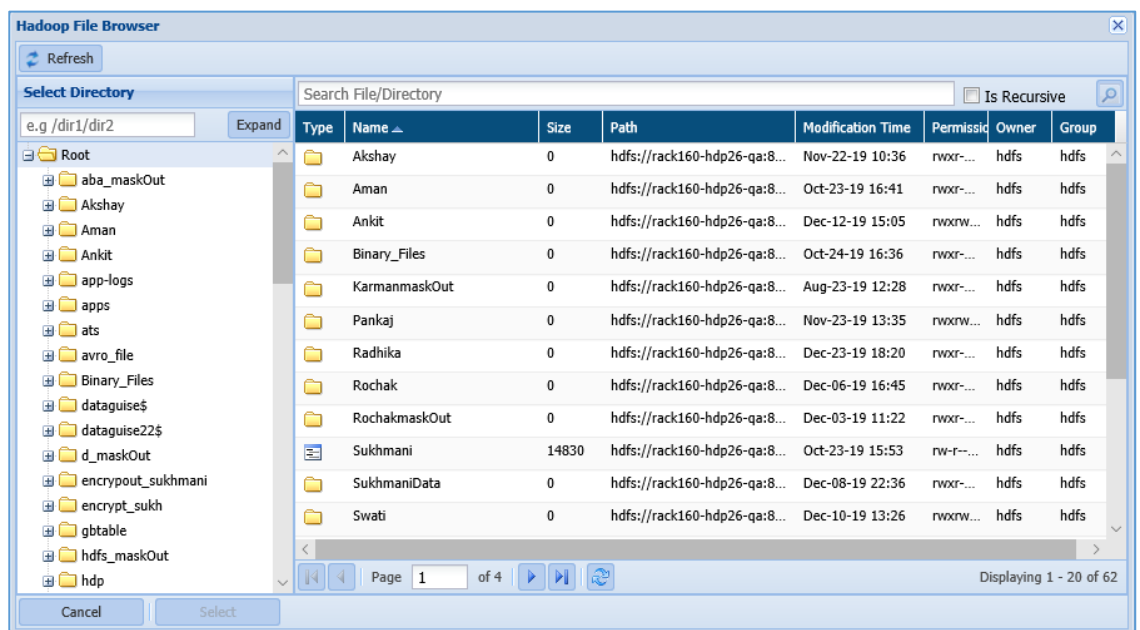 Hadoop File Browser
Refresh
Select Directory
e.g /dir1/dir2 Expand
Root
aba_maskOut
Akshay
Aman
Ankit
app-logs
apps
ats
avro_file
Binary_Files
dataguise$
dataguise22$
d_maskOut
encrypout_sukhmani
encrypt_sukh
gbtable
hdfs_maskOut
hdp
Search File/Directory Is Recursive
Type Name Size Path Modification Time Permissic Owner Group
Akshay 0 hdfs://rack160-hdp26-qa:8... Nov-22-19 10:36 rwxr-... hdfs hdfs
Aman 0 hdfs://rack160-hdp26-qa:8... Oct-23-19 16:41 rwxr-... hdfs hdfs
Ankit 0 hdfs://rack160-hdp26-qa:8... Dec-12-19 15:05 rwxrw... hdfs hdfs
Binary_Files 0 hdfs://rack160-hdp26-qa:8... Oct-24-19 16:36 rwxr-... hdfs hdfs
KarmanmaskOut 0 hdfs://rack160-hdp26-qa:8... Aug-23-19 12:28 rwxr-... hdfs hdfs
Pankaj 0 hdfs://rack160-hdp26-qa:8... Nov-23-19 13:35 rwxrw... hdfs hdfs
Radhika 0 hdfs://rack160-hdp26-qa:8... Dec-23-19 18:20 rwxr-... hdfs hdfs
Rochak 0 hdfs://rack160-hdp26-qa:8... Dec-06-19 16:45 rwxr-... hdfs hdfs
RochakmaskOut 0 hdfs://rack160-hdp26-qa:8... Dec-03-19 11:22 rwxr-... hdfs hdfs
Sukhmani 14830 hdfs://rack160-hdp26-qa:8... Oct-23-19 15:53 rw-r--... hdfs hdfs
SukhmaniData 0 hdfs://rack160-hdp26-qa:8... Dec-08-19 22:36 rwxr-... hdfs hdfs
Swati 0 hdfs://rack160-hdp26-qa:8... Dec-10-19 13:26 rwxrw... hdfs hdfs
Page 1 of 4 Displaying 1 - 20 of 62
Cancel Select